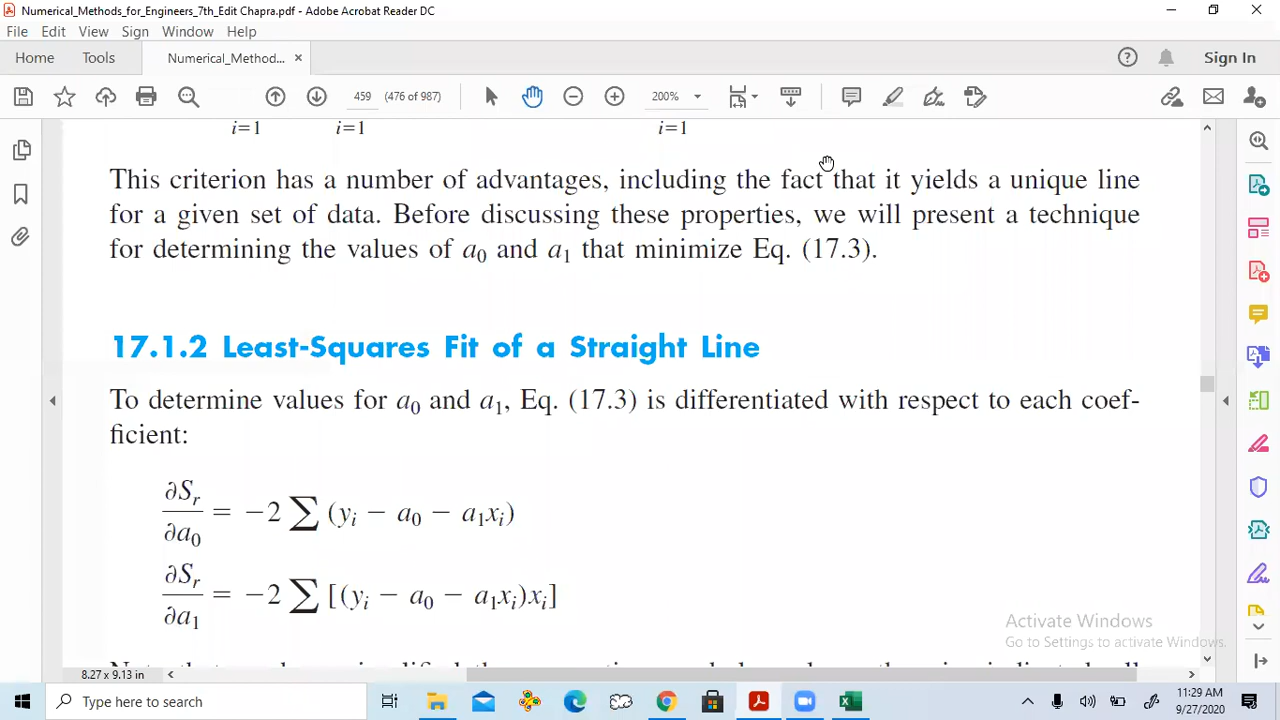 Numerical_Methods_for_Engineers_7th_Edit Chapra.pdf - Adobe Acrobat Reader DC
File Edit View Sign Window Help
Home Tools Numerical_Method... × Sign In
459 (476 of 987) 200%
i=1 i=1 i=1
This criterion has a number of advantages, including the fact that it yields a unique line
for a given set of data. Before discussing these properties, we will present a technique
for determining the values of a₀ and a₁ that minimize Eq. (17.3).
17.1.2 Least-Squares Fit of a Straight Line
To determine values for a₀ and a₁, Eq. (17.3) is differentiated with respect to each coef-
ficient:
∂Sᵣ/∂a₀ = −2 ∑ (yᵢ − a₀ − a₁xᵢ)
∂Sᵣ/∂a₁ = −2 ∑ [(yᵢ − a₀ − a₁xᵢ)xᵢ]
Activate Windows
Go to Settings to activate Windows.
8.27 x 9.13 in
Type here to search
11:29 AM
9/27/2020